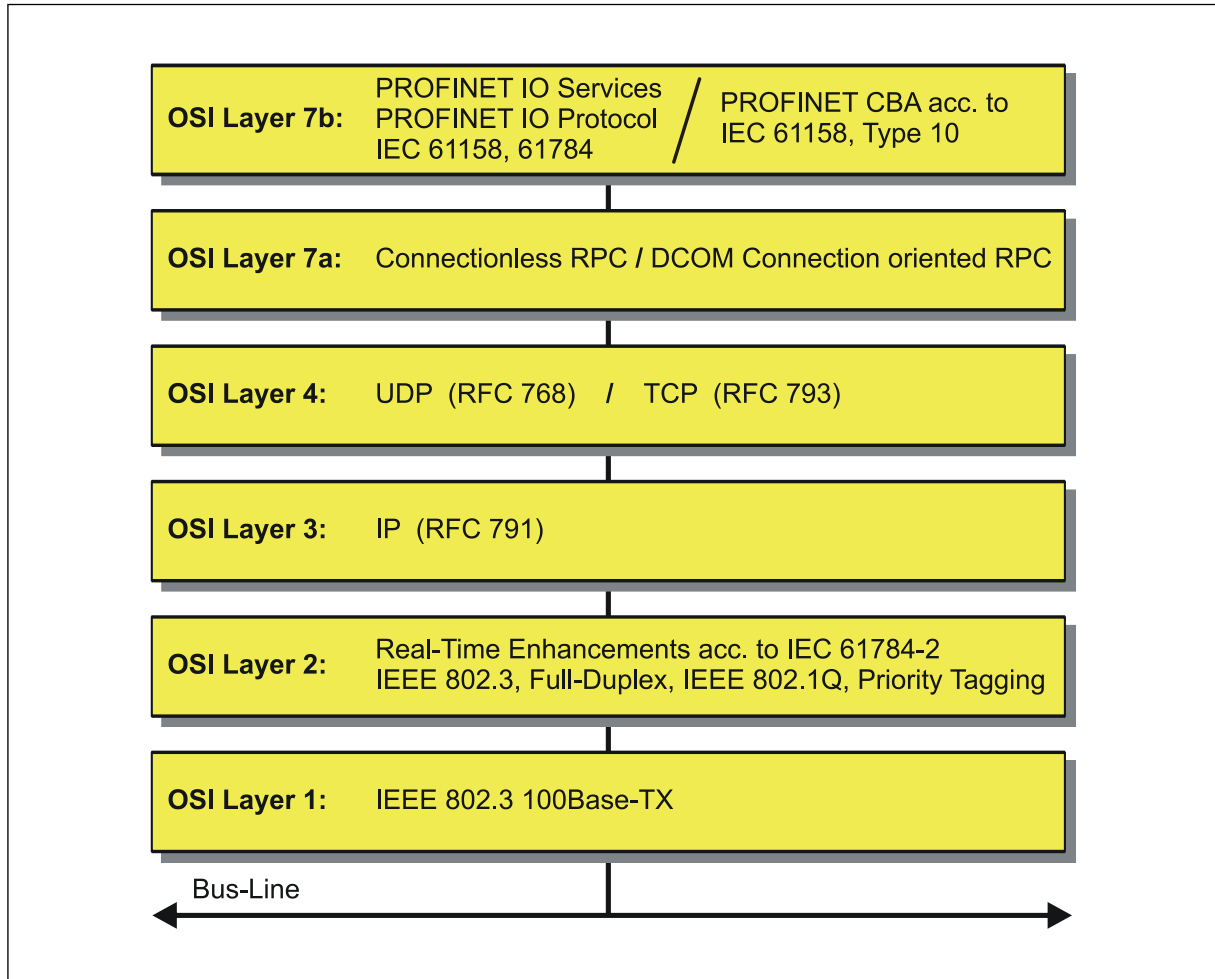 OSI Layer 7b:
PROFINET IO Services
PROFINET IO Protocol
IEC 61158, 61784
/
PROFINET CBA acc. to
IEC 61158, Type 10
OSI Layer 7a: Connectionless RPC / DCOM Connection oriented RPC
OSI Layer 4: UDP (RFC 768) / TCP (RFC 793)
OSI Layer 3: IP (RFC 791)
OSI Layer 2:
Real-Time Enhancements acc. to IEC 61784-2
IEEE 802.3, Full-Duplex, IEEE 802.1Q, Priority Tagging
OSI Layer 1: IEEE 802.3 100Base-TX
Bus-Line